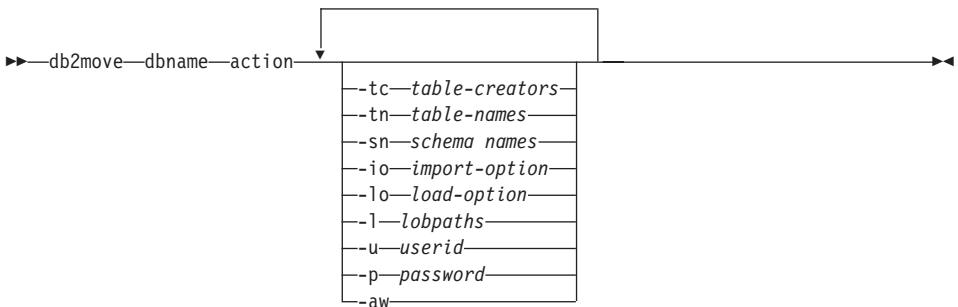 db2move dbname action
-tc table-creators
-tn table-names
-sn schema names
-io import-option
-lo load-option
-l lobpaths
-u userid
-p password
-aw